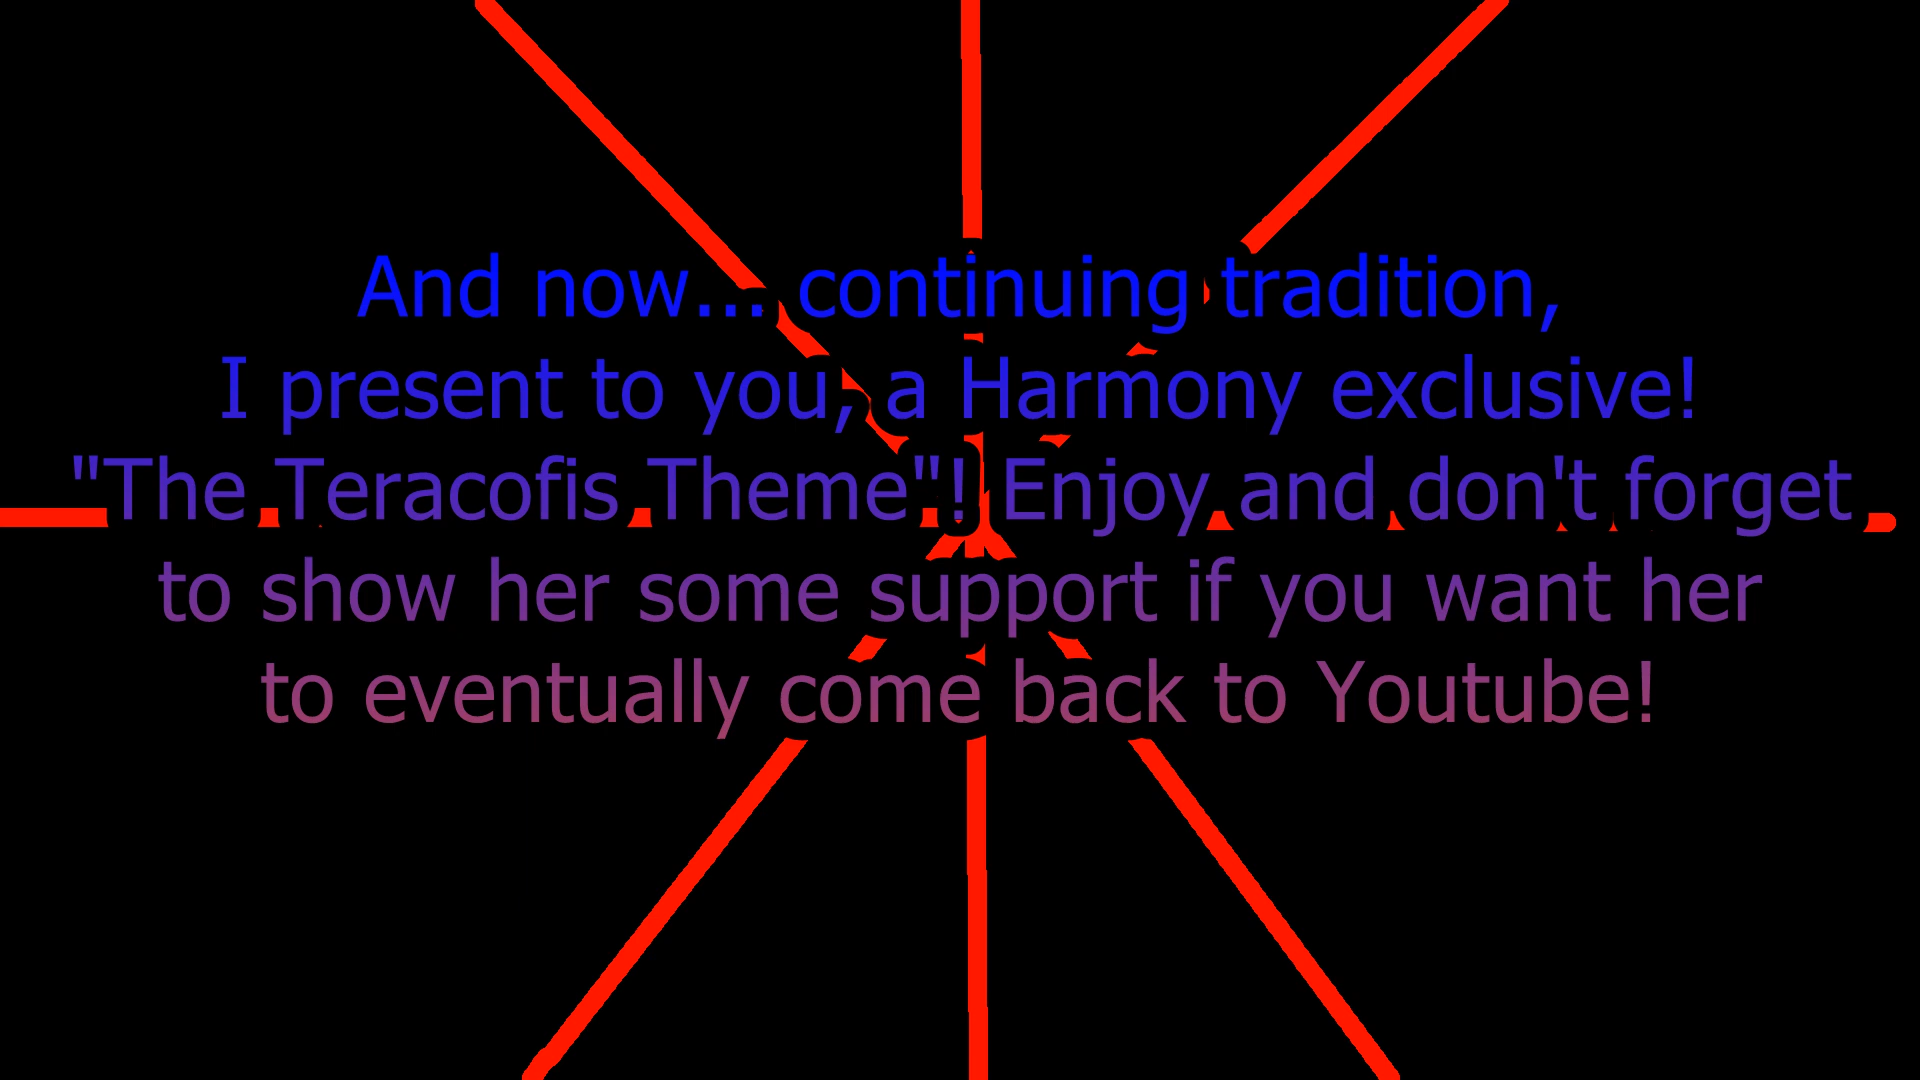 And now... continuing tradition,
I present to you, a Harmony exclusive!
"The Teracofis Theme"! Enjoy and don't forget
to show her some support if you want her
to eventually come back to Youtube!